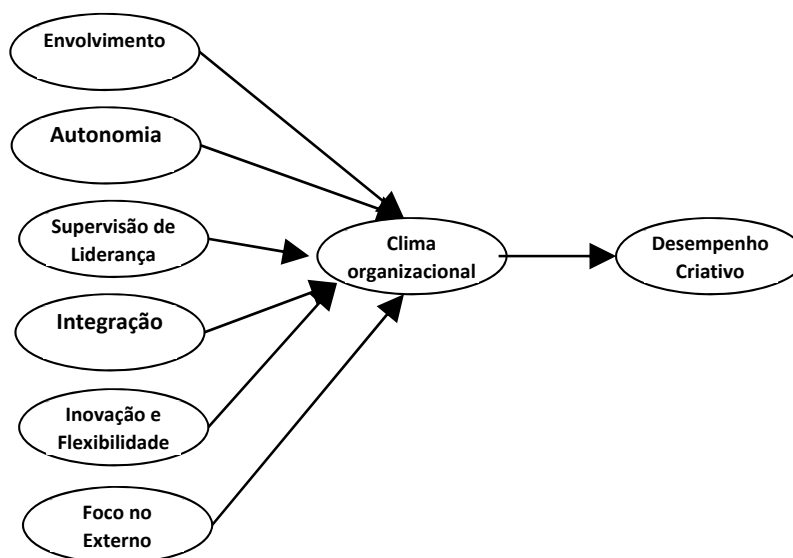 Envolvimento
Autonomia
Supervisão de
Liderança
Integração
Inovação e
Flexibilidade
Foco no
Externo
Clima
organizacional
Desempenho
Criativo